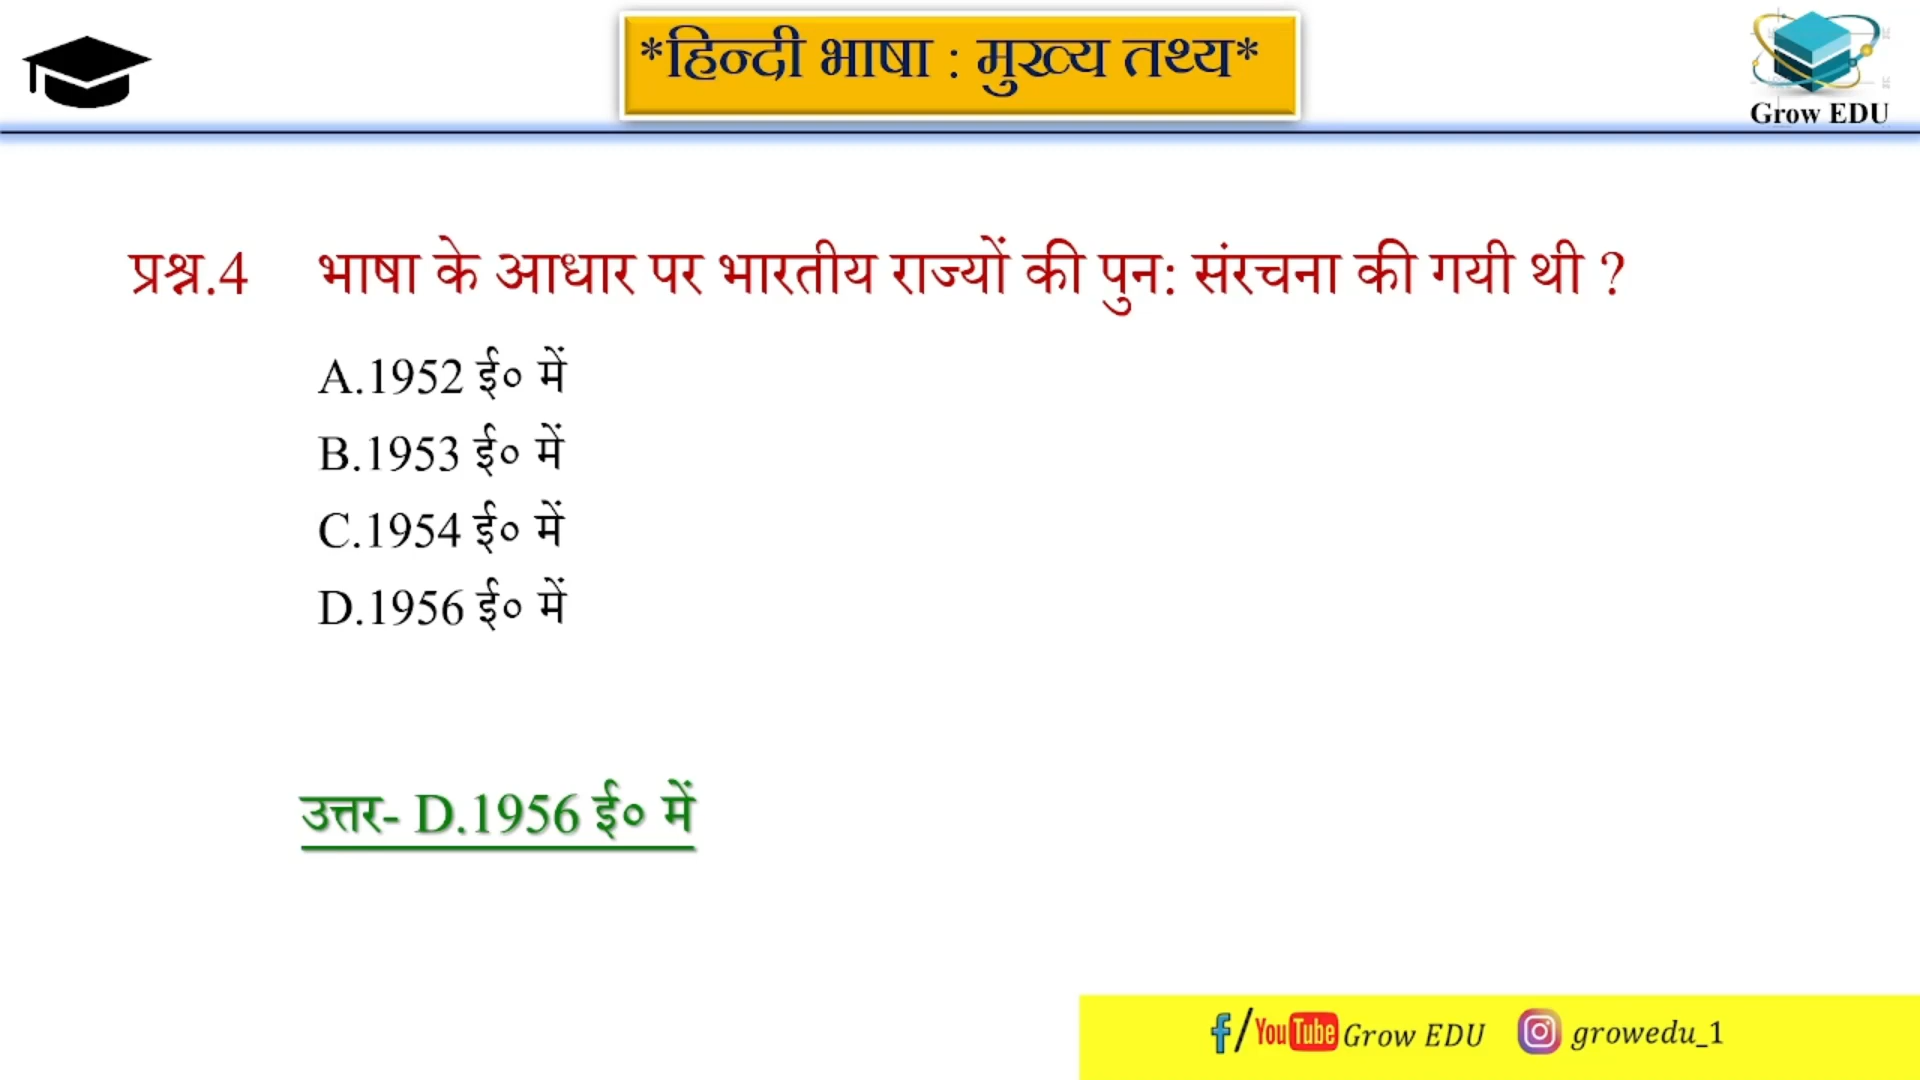 *हिन्दी भाषा : मुख्य तथ्य*
Grow EDU
प्रश्न.4 भाषा के आधार पर भारतीय राज्यों की पुन: संरचना की गयी थी ?
A.1952 ई० में
B.1953 ई० में
C.1954 ई० में
D.1956 ई० में
उत्तर- D.1956 ई० में
f/YouTube Grow EDU growedu_1